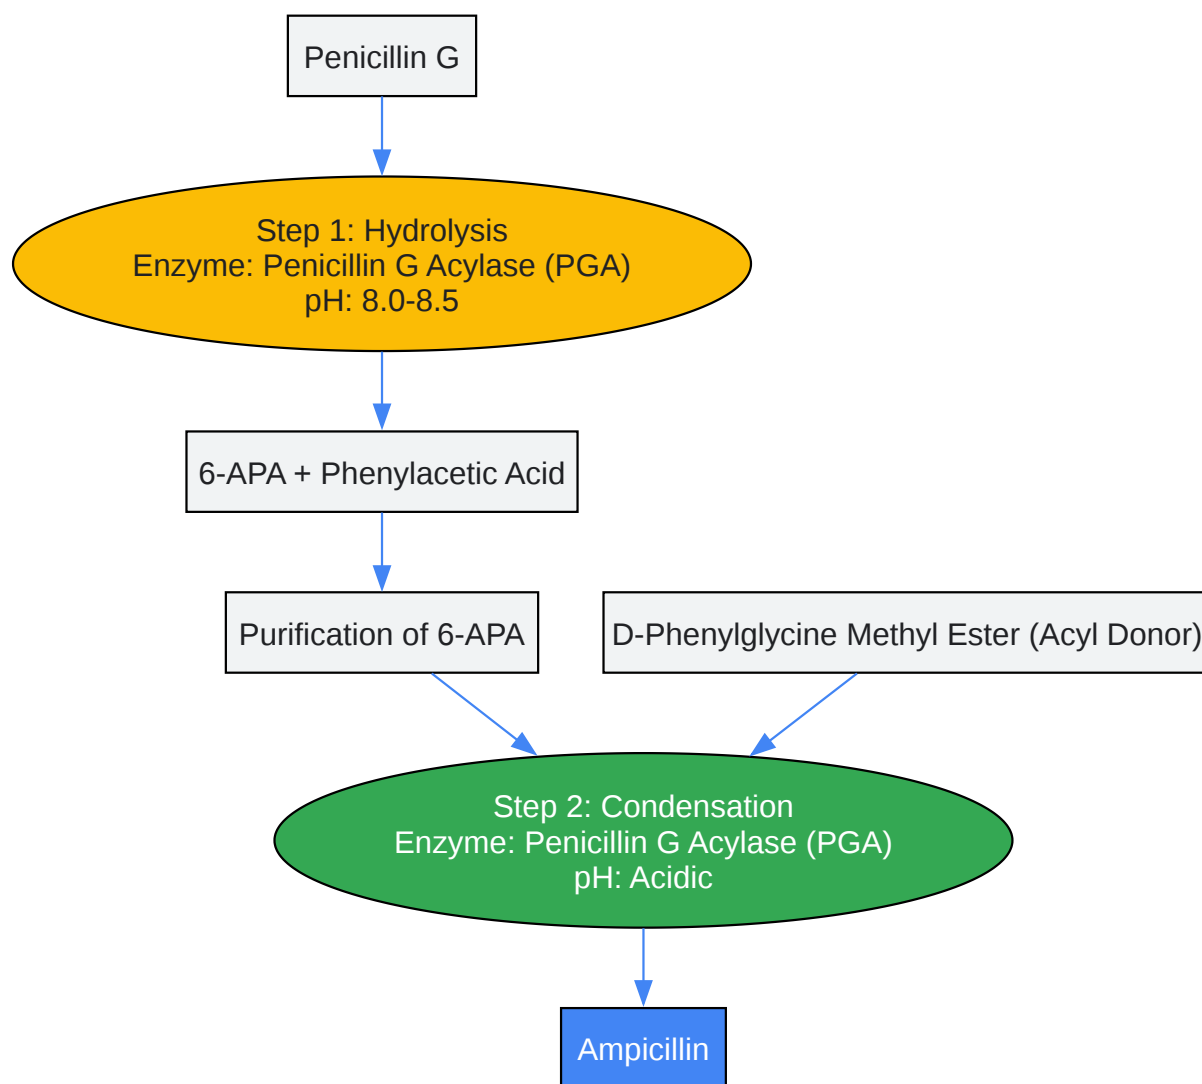 Penicillin G
Step 1: Hydrolysis
Enzyme: Penicillin G Acylase (PGA)
pH: 8.0-8.5
6-APA + Phenylacetic Acid
Purification of 6-APA
D-Phenylglycine Methyl Ester (Acyl Donor)
Step 2: Condensation
Enzyme: Penicillin G Acylase (PGA)
pH: Acidic
Ampicillin